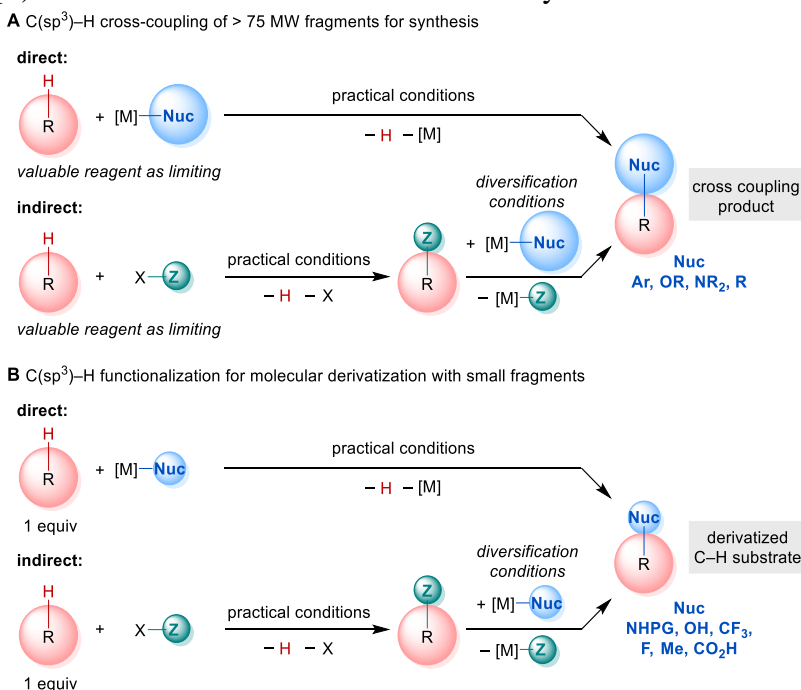 A C(sp³)–H cross-coupling of > 75 MW fragments for synthesis
direct:
H
R
+ [M]–Nuc
practical conditions
– H – [M]
valuable reagent as limiting
Nuc
R
cross coupling
product
Nuc
Ar, OR, NR₂, R
indirect:
H
R
+ X–Z
practical conditions
– H – X
Z
R
diversification
conditions
+ [M]–Nuc
– [M]–Z
valuable reagent as limiting
B C(sp³)–H functionalization for molecular derivatization with small fragments
direct:
H
R
+ [M]–Nuc
practical conditions
– H – [M]
1 equiv
Nuc
R
derivatized
C–H substrate
Nuc
NHPG, OH, CF₃,
F, Me, CO₂H
indirect:
H
R
+ X–Z
practical conditions
– H – X
Z
R
diversification
conditions
+ [M]–Nuc
– [M]–Z
1 equiv